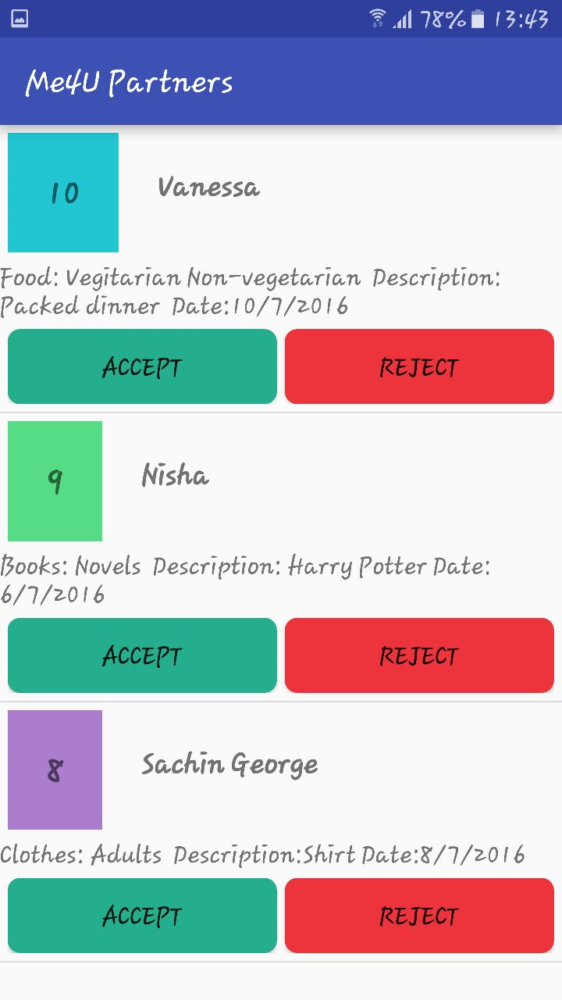 78% 13:43
Me4U Partners
10
Vanessa
Food: Vegitarian Non-vegetarian Description:
Packed dinner Date:10/7/2016
ACCEPT REJECT
9
Nisha
Books: Novels Description: Harry Potter Date:
6/7/2016
ACCEPT REJECT
8
Sachin George
Clothes: Adults Description:Shirt Date:8/7/2016
ACCEPT REJECT